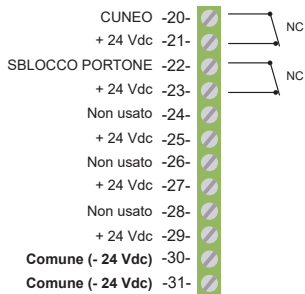 CUNEO -20-
NC
+ 24 Vdc -21-
SBLOCCO PORTONE -22-
NC
+ 24 Vdc -23-
Non usato -24-
+ 24 Vdc -25-
Non usato -26-
+ 24 Vdc -27-
Non usato -28-
+ 24 Vdc -29-
Comune (- 24 Vdc) -30-
Comune (- 24 Vdc) -31-